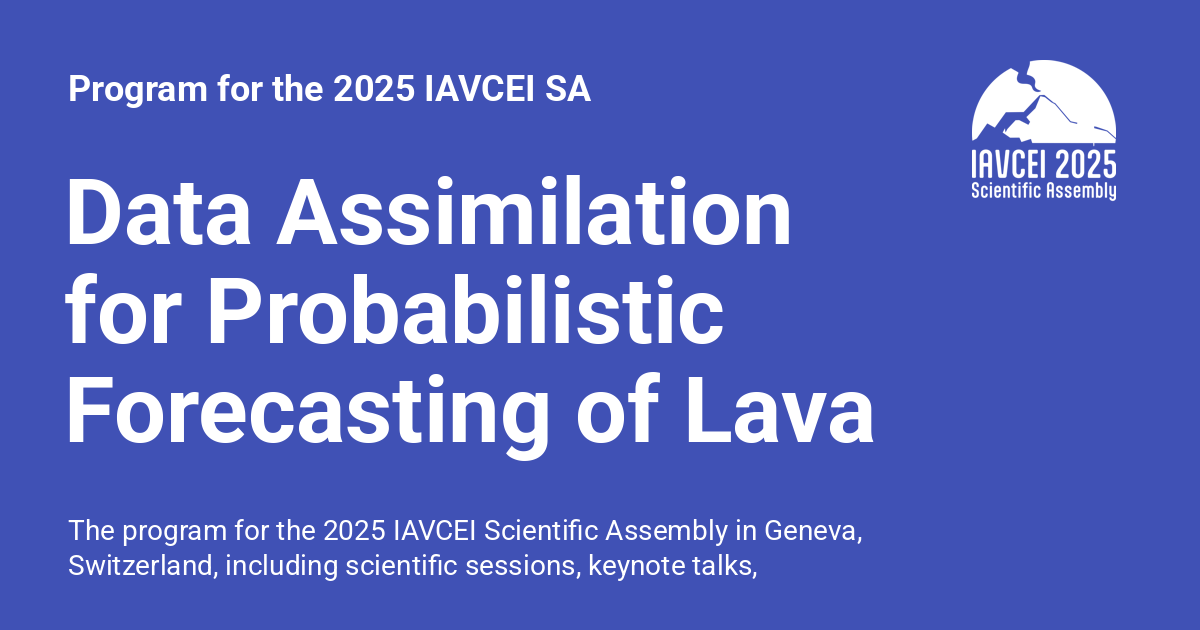 Program for the 2025 IAVCEI SA
IAVCEI 2025
Scientific Assembly
Data Assimilation
for Probabilistic
Forecasting of Lava
The program for the 2025 IAVCEI Scientific Assembly in Geneva,
Switzerland, including scientific sessions, keynote talks,